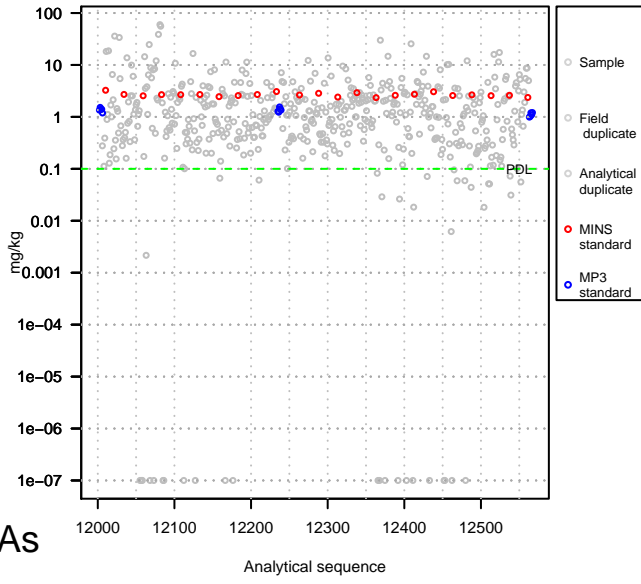 100
10
1
0.1
0.01
0.001
1e−04
1e−05
1e−06
1e−07
mg/kg
PDL
12000 12100 12200 12300 12400 12500
Analytical sequence
As
Sample
Field
duplicate
Analytical
duplicate
MINS
standard
MP3
standard